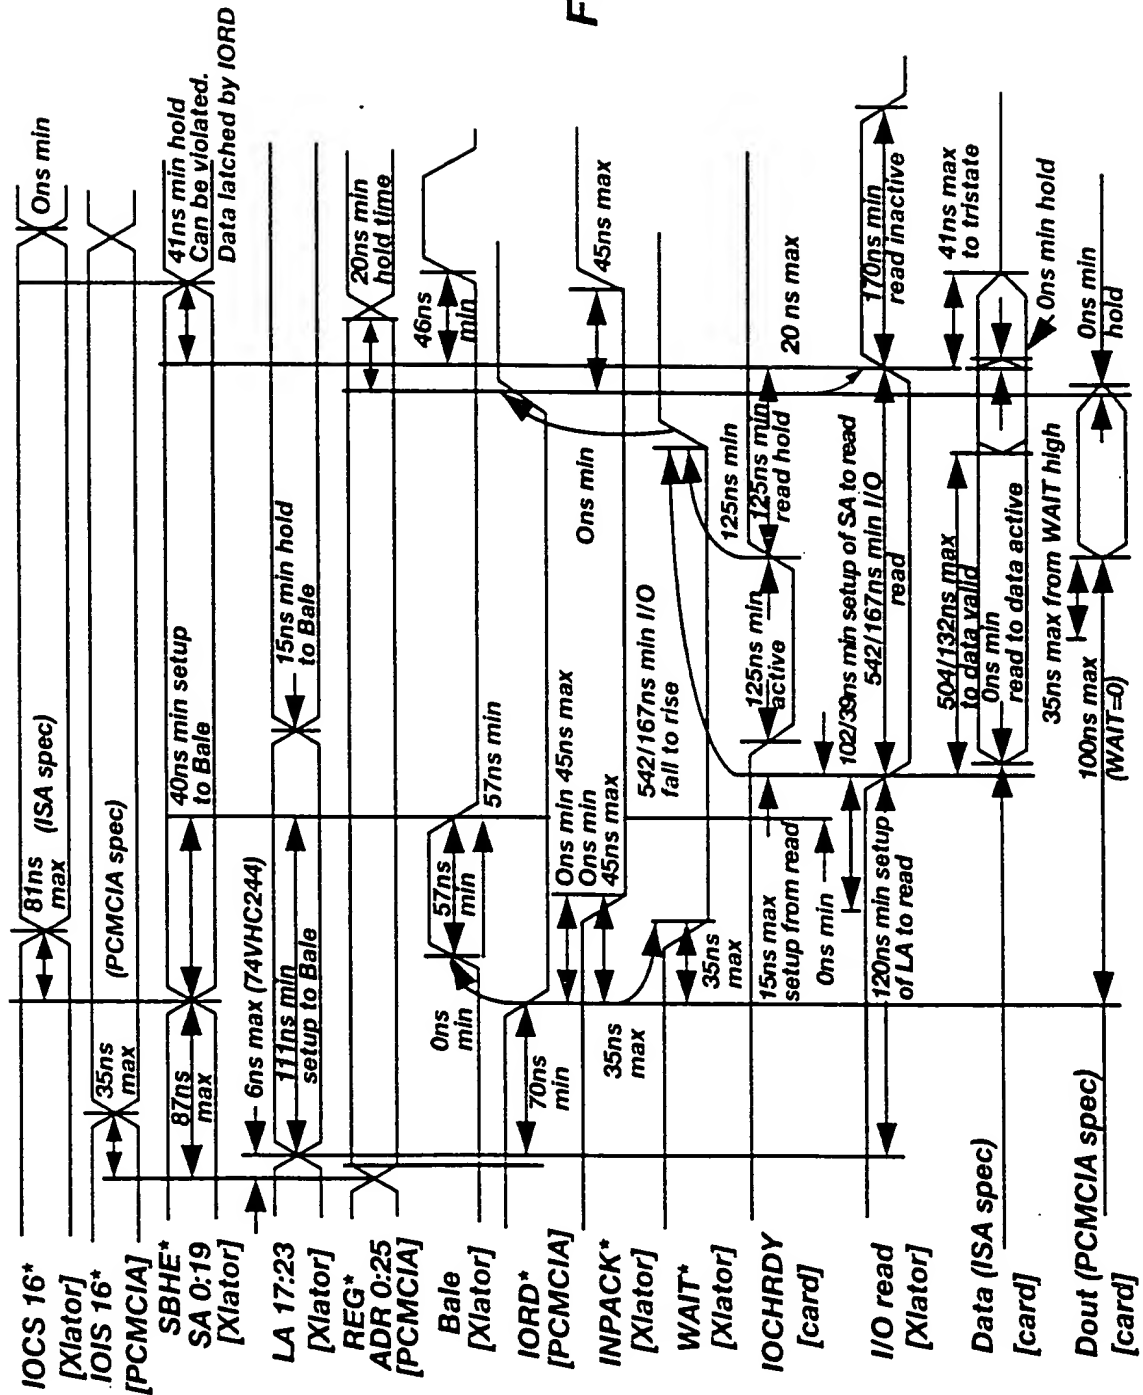 IOCS 16*
[Xlator]
IOIS 16*
[PCMCIA]
SBHE*
SA 0:19
[Xlator]
LA 17:23
[Xlator]
REG*
ADR 0:25
[PCMCIA]
Bale
[Xlator]
IORD*
[PCMCIA]
INPACK*
[Xlator]
WAIT*
[Xlator]
IOCHRDY
[card]
I/O read
[Xlator]
Data (ISA spec)
[card]
Dout (PCMCIA spec)
[card]
81ns
max
(ISA spec)
0ns min
35ns
max
(PCMCIA spec)
87ns
max
40ns min setup
to Bale
41ns min hold
Can be violated.
Data latched by IORD
6ns max (74VHC244)
111ns min
setup to Bale
15ns min hold
to Bale
20ns min
hold time
0ns
min
57ns
min
57ns min
46ns
min
70ns
min
0ns min 45ns max
0ns min
45ns max
45ns max
35ns
max
35ns
max
542/167ns min I/O
fall to rise
0ns min
15ns max
setup from read
125ns min
active
125ns min
125ns min
read hold
20 ns max
0ns min
102/39ns min setup of SA to read
120ns min setup
of LA to read
542/167ns min I/O
read
170ns min
read inactive
504/132ns max
to data valid
0ns min
read to data active
41ns max
to tristate
0ns min hold
35ns max from WAIT high
100ns max
(WAIT=0)
0ns min
hold
F